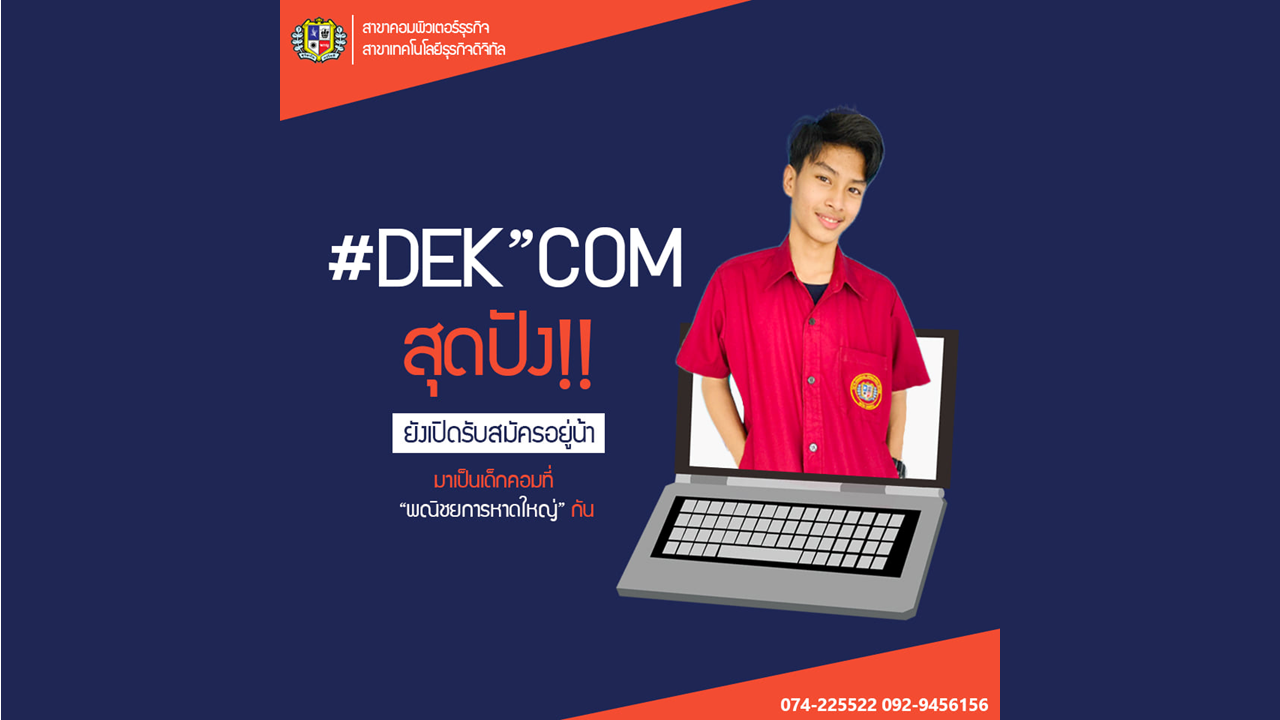 สาขาคอมพิวเตอร์ธุรกิจ
สาขาเทคโนโลยีธุรกิจดิจิทัล
#DEK”COM
สุดปัง!!
ยังเปิดรับสมัครอยู่น้า
มาเป็นเด็กคอมที่
“พณิชยการหาดใหญ่” กัน
074-225522 092-9456156